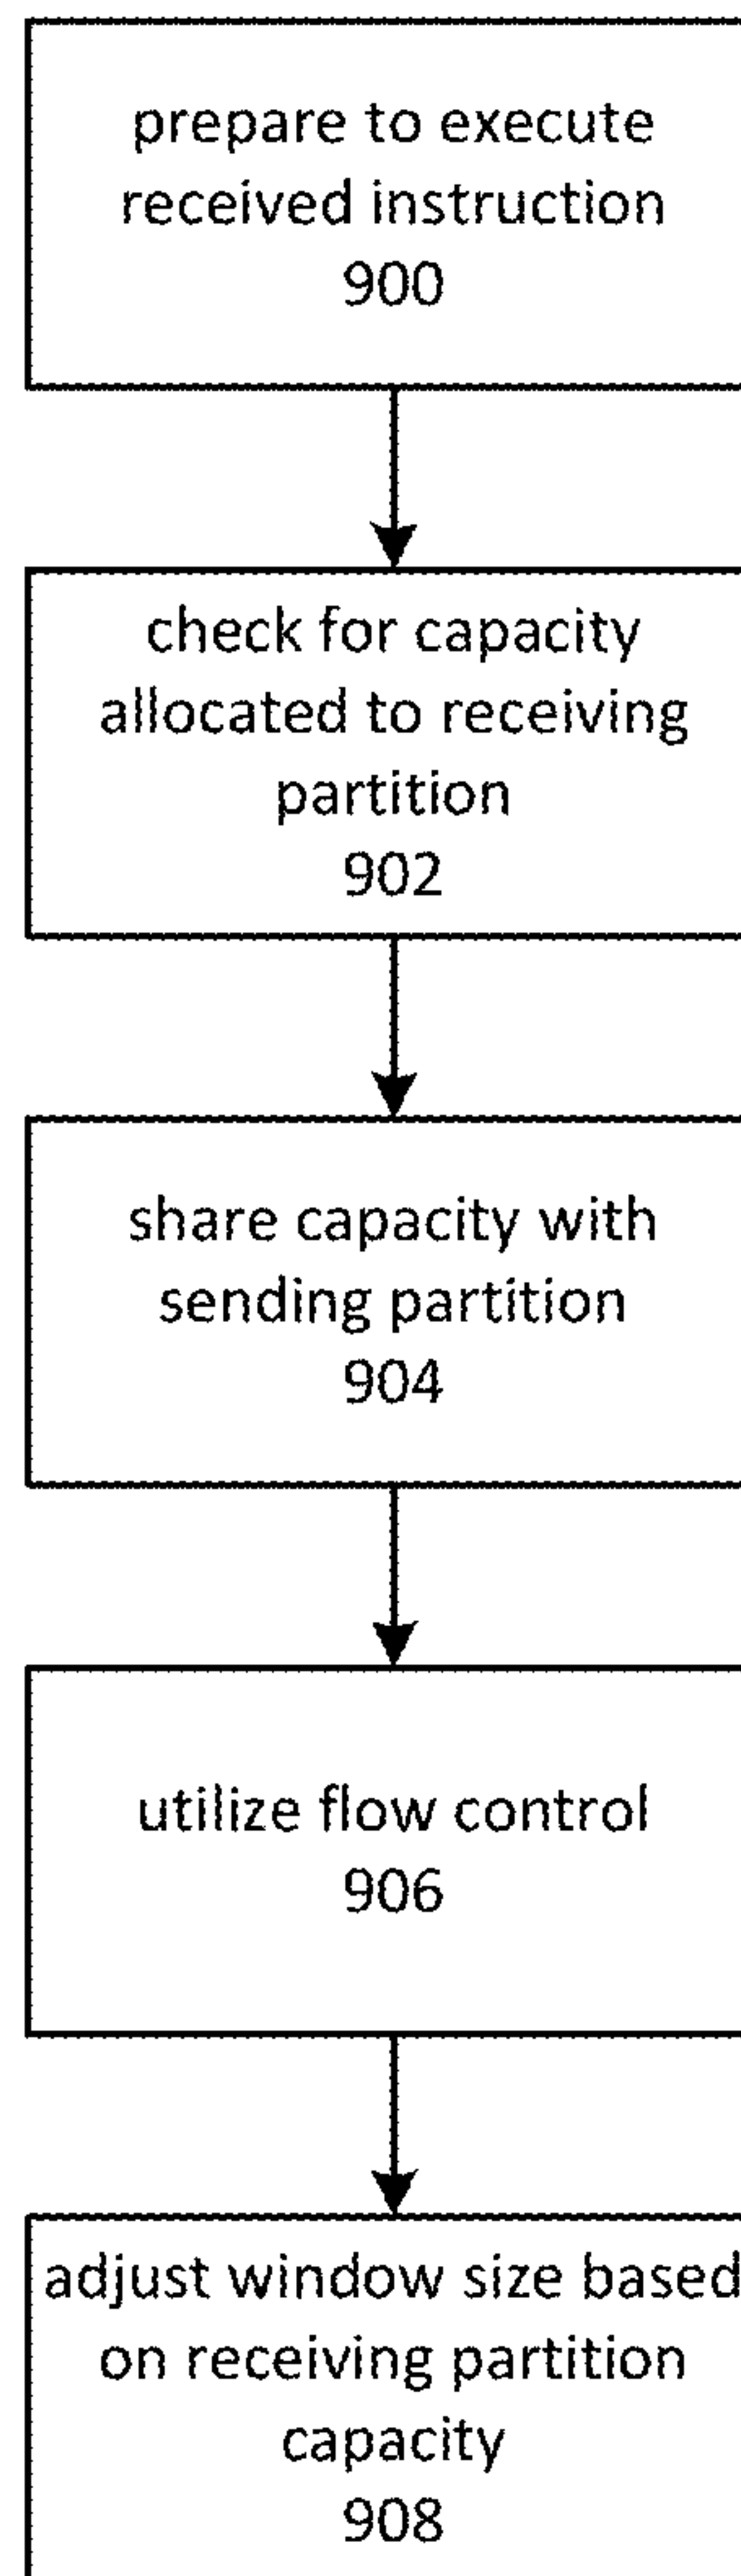 prepare to execute
received instruction
900
check for capacity
allocated to receiving
partition
902
share capacity with
sending partition
904
utilize flow control
906
adjust window size based
on receiving partition
capacity
908